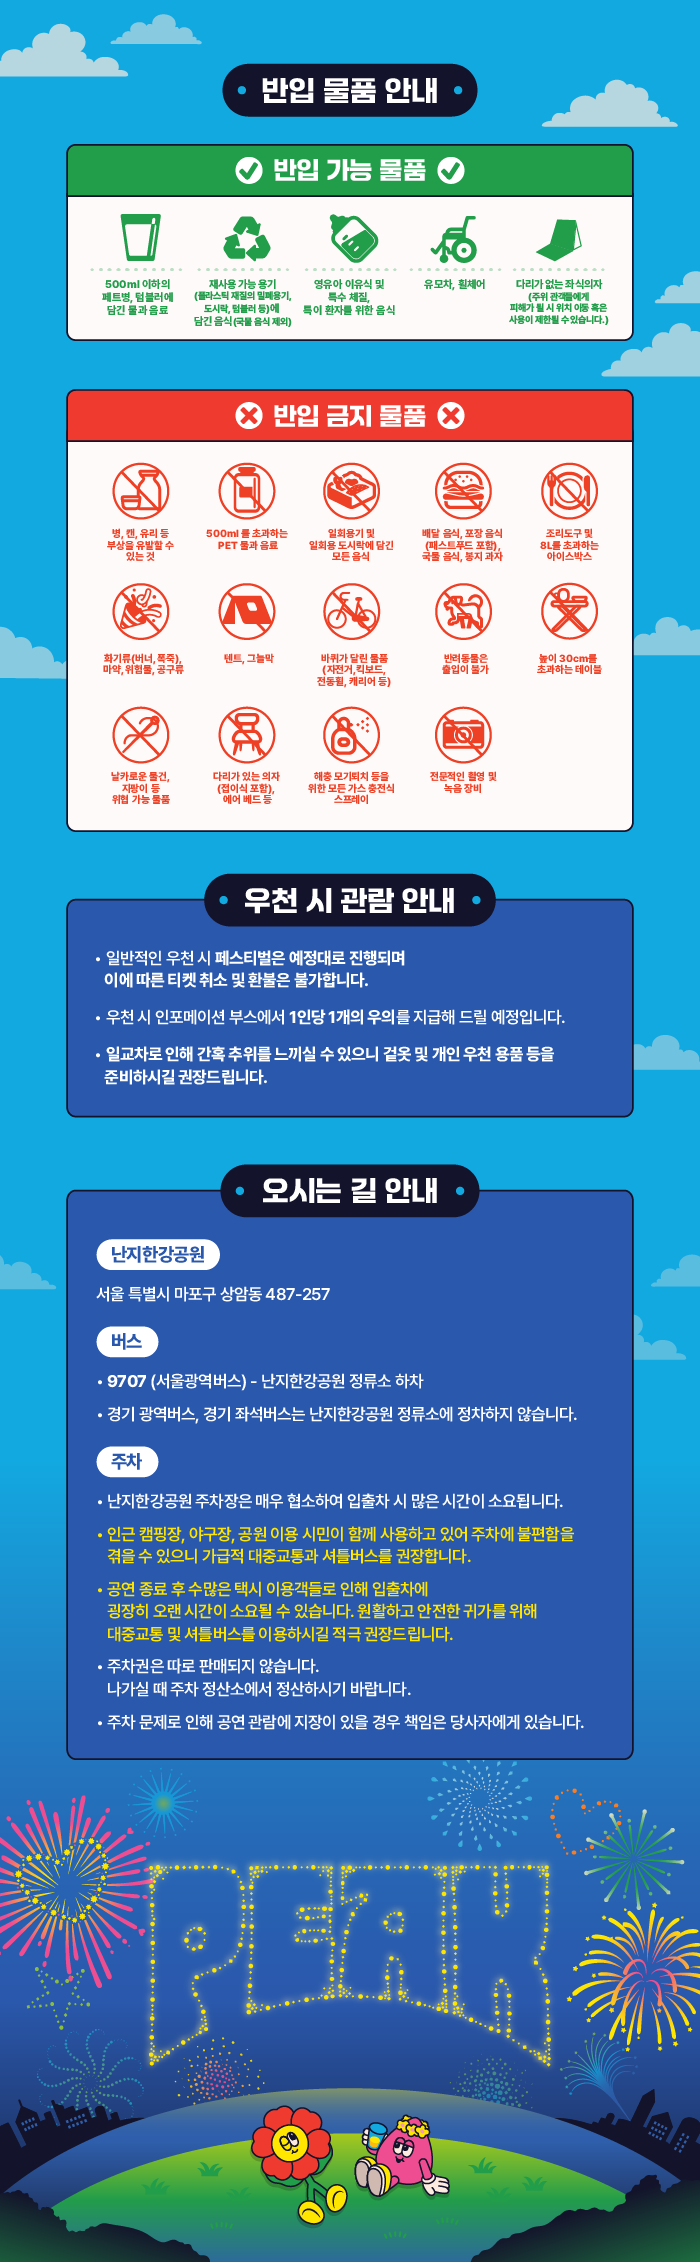 반입 물품 안내
반입 가능 물품
500ml 이하의
페트병, 텀블러에
담긴 물과 음료
재사용 가능 용기
(플라스틱 재질의 밀폐용기,
도시락, 텀블러 등)에
담긴 음식(국물 음식 제외)
영유아 이유식 및
특수 체질,
특이 환자를 위한 음식
유모차, 휠체어
다리가 없는 좌식의자
(주위 관객들에게
피해가 될 시 위치 이동 혹은
사용이 제한될 수 있습니다.)
반입 금지 물품
병, 캔, 유리 등
부상을 유발할 수
있는 것
500ml 를 초과하는
PET 물과 음료
일회용기 및
일회용 도시락에 담긴
모든 음식
배달 음식, 포장 음식
(패스트푸드 포함),
국물 음식, 봉지 과자
조리도구 및
8L를 초과하는
아이스박스
화기류(버너, 폭죽),
마약, 위험물, 공구류
텐트, 그늘막
바퀴가 달린 물품
(자전거,킥보드,
전동휠, 캐리어 등)
반려동물은
출입이 불가
높이 30cm를
초과하는 테이블
날카로운 물건,
지팡이 등
위협 가능 물품
다리가 있는 의자
(접이식 포함),
에어 베드 등
해충 모기퇴치 등을
위한 모든 가스 충전식
스프레이
전문적인 촬영 및
녹음 장비
우천 시 관람 안내
• 일반적인 우천 시 페스티벌은 예정대로 진행되며
이에 따른 티켓 취소 및 환불은 불가합니다.
• 우천 시 인포메이션 부스에서 1인당 1개의 우의를 지급해 드릴 예정입니다.
• 일교차로 인해 간혹 추위를 느끼실 수 있으니 겉옷 및 개인 우천 용품 등을
준비하시길 권장드립니다.
오시는 길 안내
난지한강공원
서울 특별시 마포구 상암동 487-257
버스
• 9707 (서울광역버스) - 난지한강공원 정류소 하차
• 경기 광역버스, 경기 좌석버스는 난지한강공원 정류소에 정차하지 않습니다.
주차
• 난지한강공원 주차장은 매우 협소하여 입출차 시 많은 시간이 소요됩니다.
• 인근 캠핑장, 야구장, 공원 이용 시민이 함께 사용하고 있어 주차에 불편함을
겪을 수 있으니 가급적 대중교통과 셔틀버스를 권장합니다.
• 공연 종료 후 수많은 택시 이용객들로 인해 입출차에
굉장히 오랜 시간이 소요될 수 있습니다. 원활하고 안전한 귀가를 위해
대중교통 및 셔틀버스를 이용하시길 적극 권장드립니다.
• 주차권은 따로 판매되지 않습니다.
나가실 때 주차 정산소에서 정산하시기 바랍니다.
• 주차 문제로 인해 공연 관람에 지장이 있을 경우 책임은 당사자에게 있습니다.
PEAK